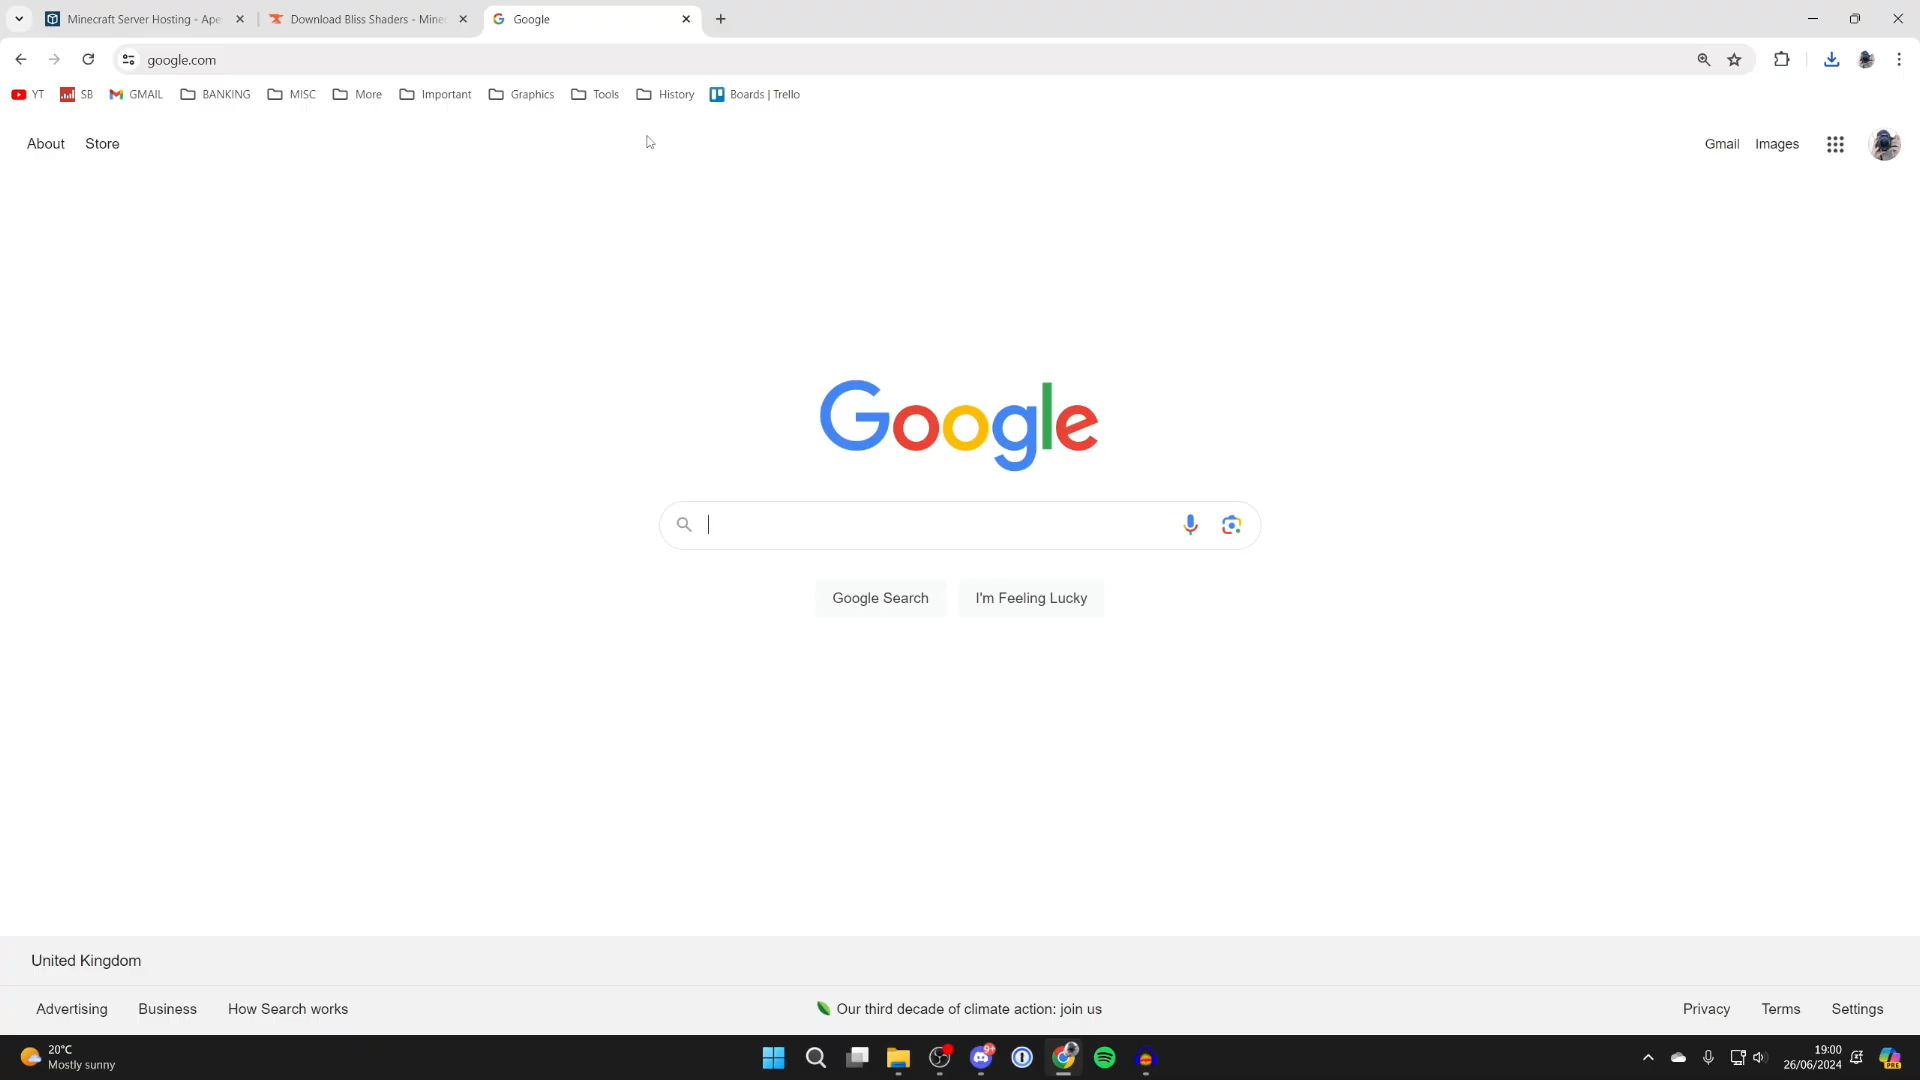 Minecraft Server Hosting - Ape
Download Bliss Shaders - Mine
Google
google.com
YT
SB
GMAIL
BANKING
MISC
More
Important
Graphics
Tools
History
Boards | Trello
About
Store
Gmail
Images
Google
Google Search
I'm Feeling Lucky
United Kingdom
Advertising
Business
How Search works
Our third decade of climate action: join us
Privacy
Terms
Settings
20°C
Mostly sunny
9+
19:00
26/06/2024
PRE